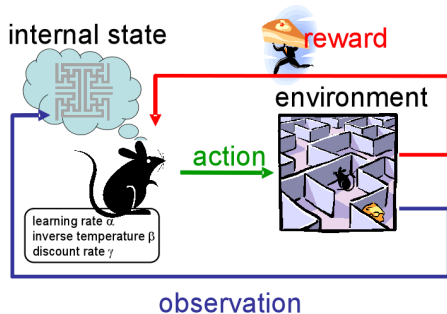 internal state
reward
environment
action
learning rate α
inverse temperature β
discount rate γ
observation